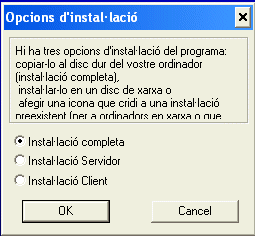 Opcions d'instal·lació
Hi ha tres opcions d'instal·lació del programa:
copiar-lo al disc dur del vostre ordinador
(instal·lació completa),
instal·lar-lo en un disc de xarxa o
afegir una icona que cridi a una instal·lació
preexistent (per a ordinadors en xarxa o que
Instal·lació completa
Instal·lació Servidor
Instal·lació Client
OK
Cancel